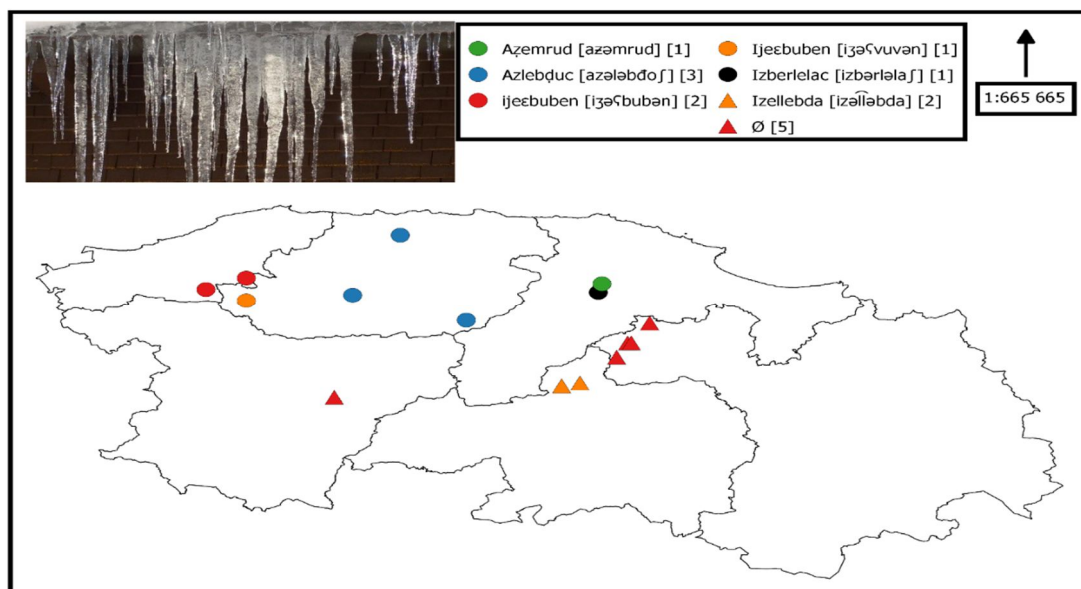 Aẓemrud [aẓəmrud] [1]
Azlebḍuc [azələbđoʃ] [3]
ijeɛbuben [iʒəʕbubən] [2]
Ijeɛbuben [iʒəʕvuvən] [1]
Izberlelac [izbərləlaʃ] [1]
Izellebda [izəl͡ləbda] [2]
Ø [5]
1:665 665